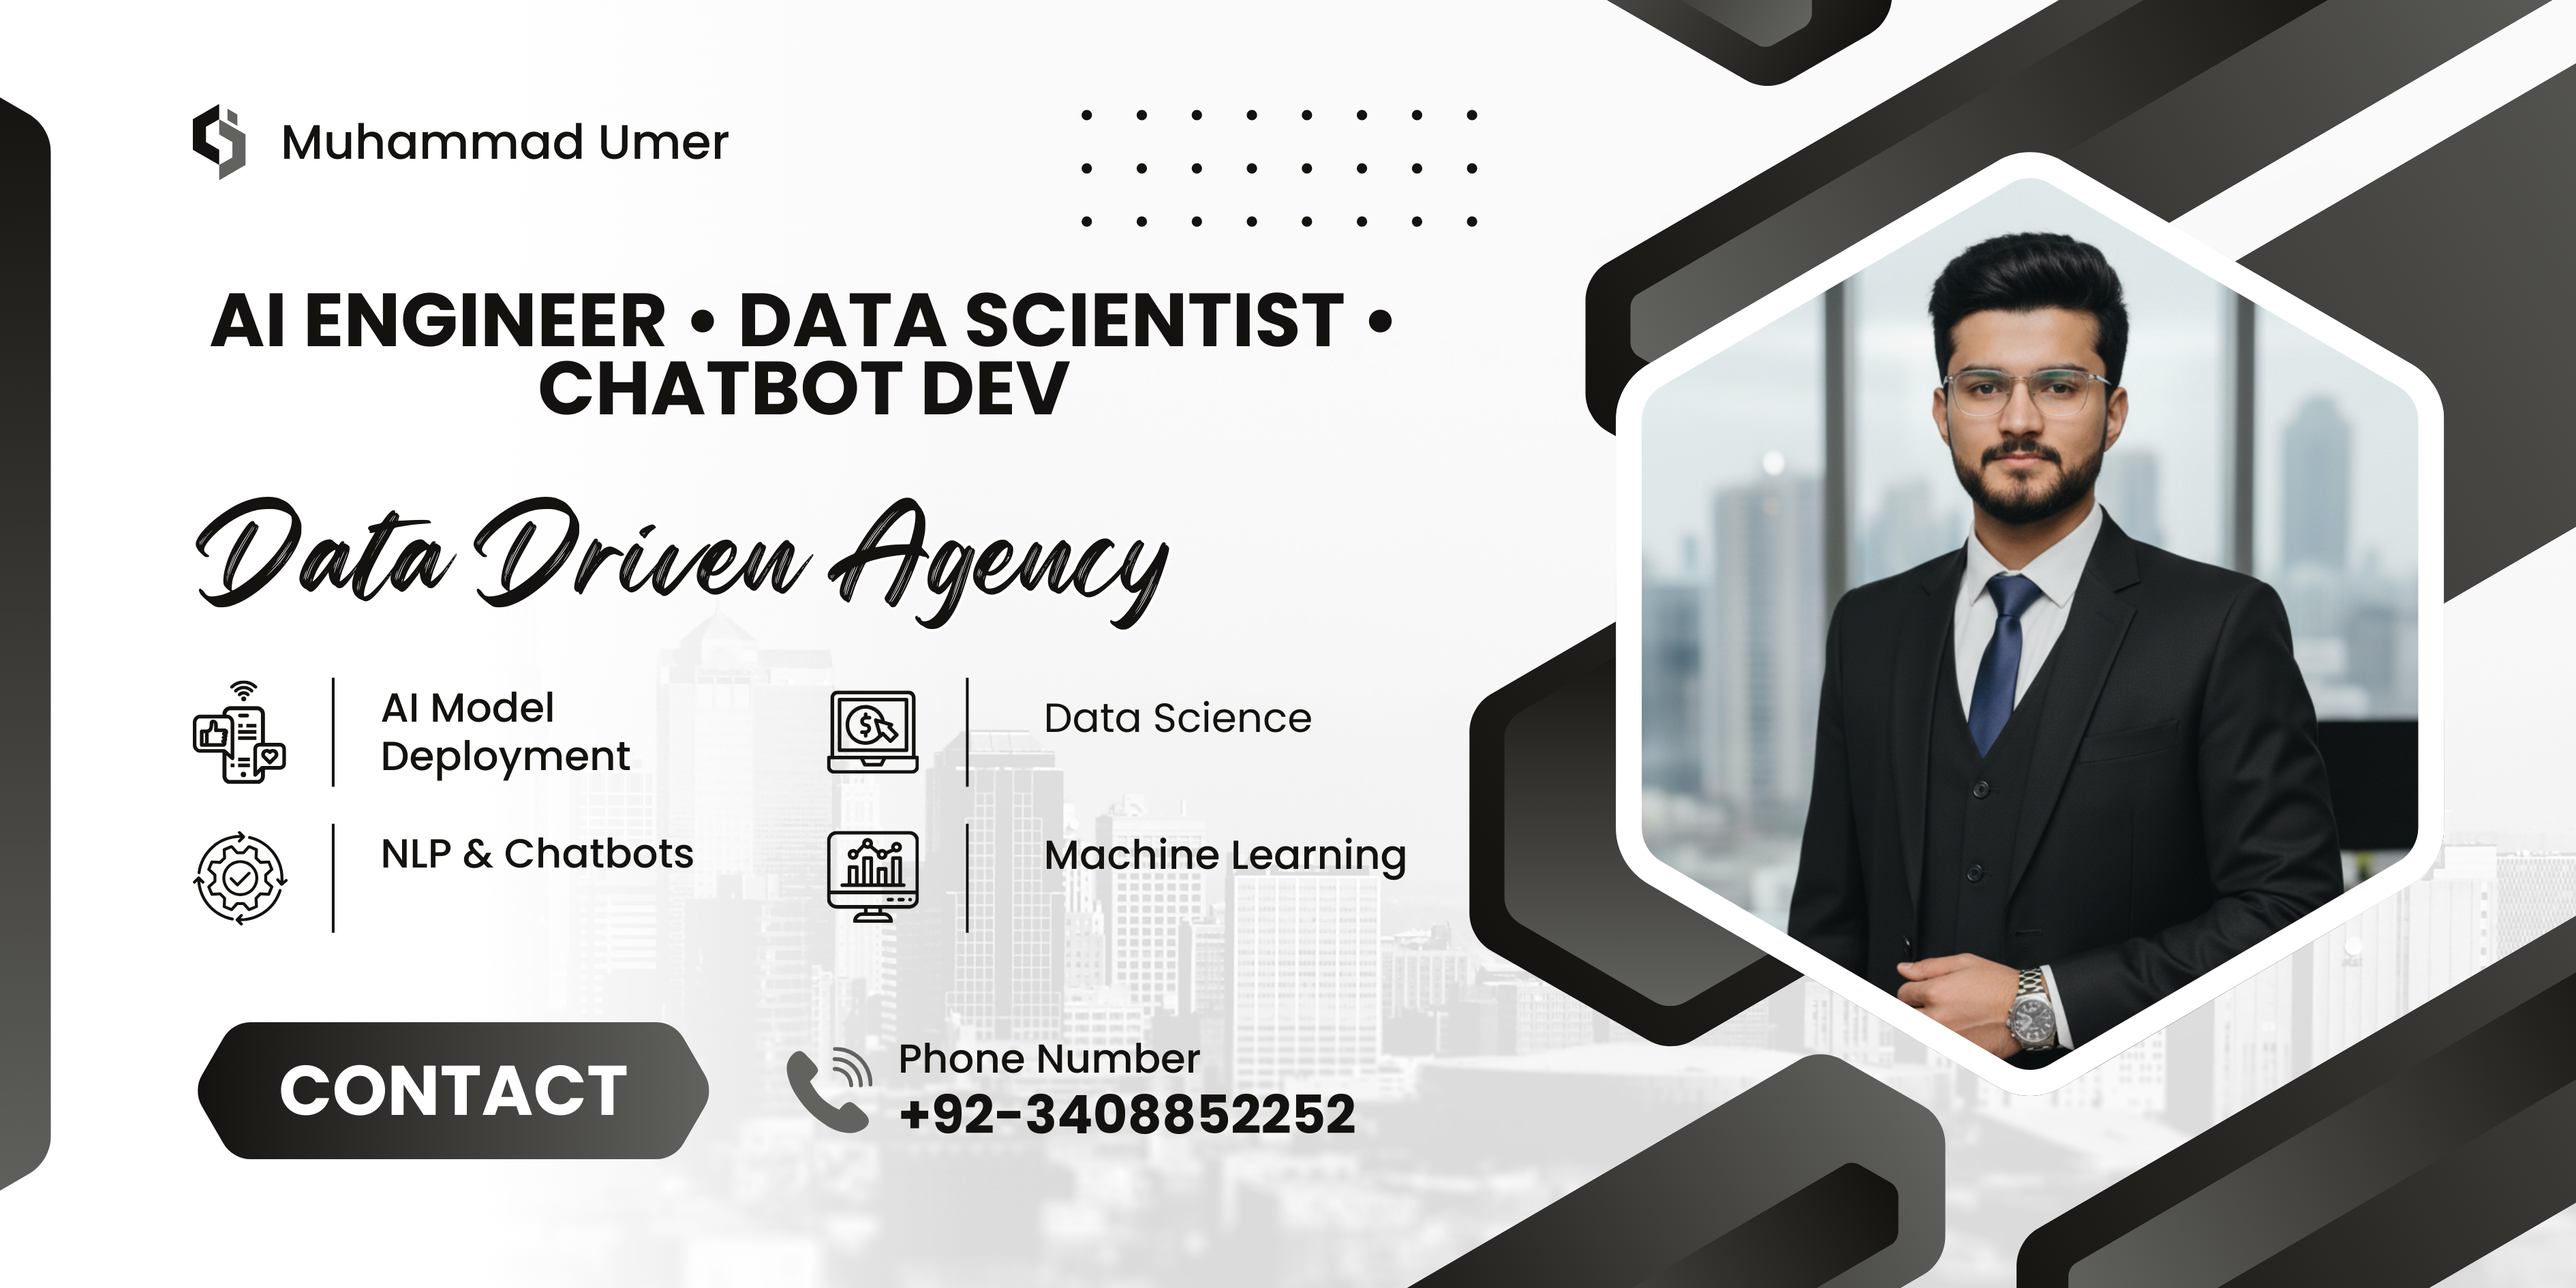 Muhammad Umer
AI ENGINEER • DATA SCIENTIST •
CHATBOT DEV
Data Driven Agency
AI Model
Deployment
Data Science
NLP & Chatbots
Machine Learning
CONTACT
Phone Number
+92-3408852252